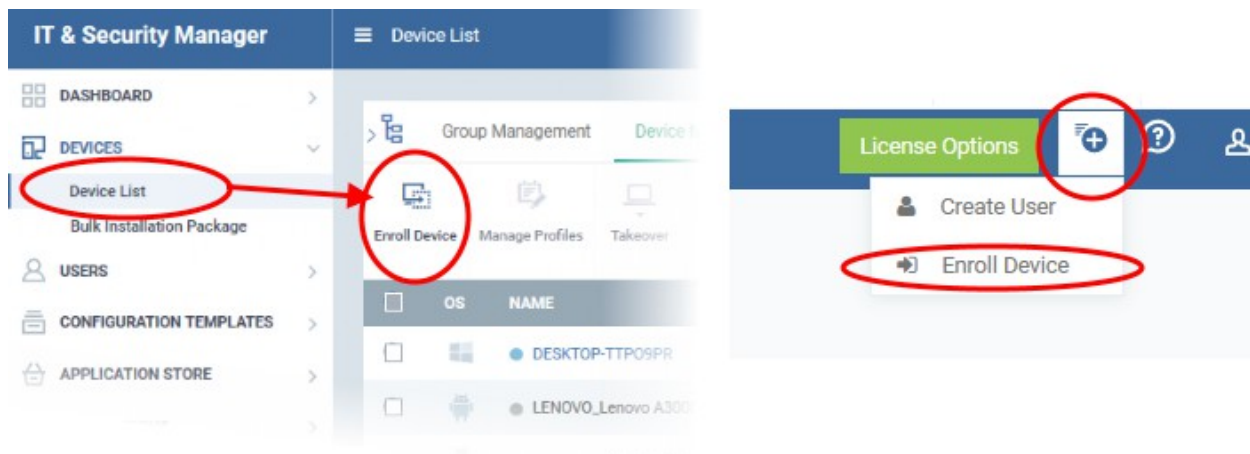 IT & Security Manager
Device List
DASHBOARD
DEVICES
Device List
Bulk Installation Package
USERS
CONFIGURATION TEMPLATES
APPLICATION STORE
Group Management
Device
Enroll Device
Manage Profiles
Takeover
OS
NAME
DESKTOP-TTPO9PR
LENOVO_Lenovo
License Options
Create User
Enroll Device